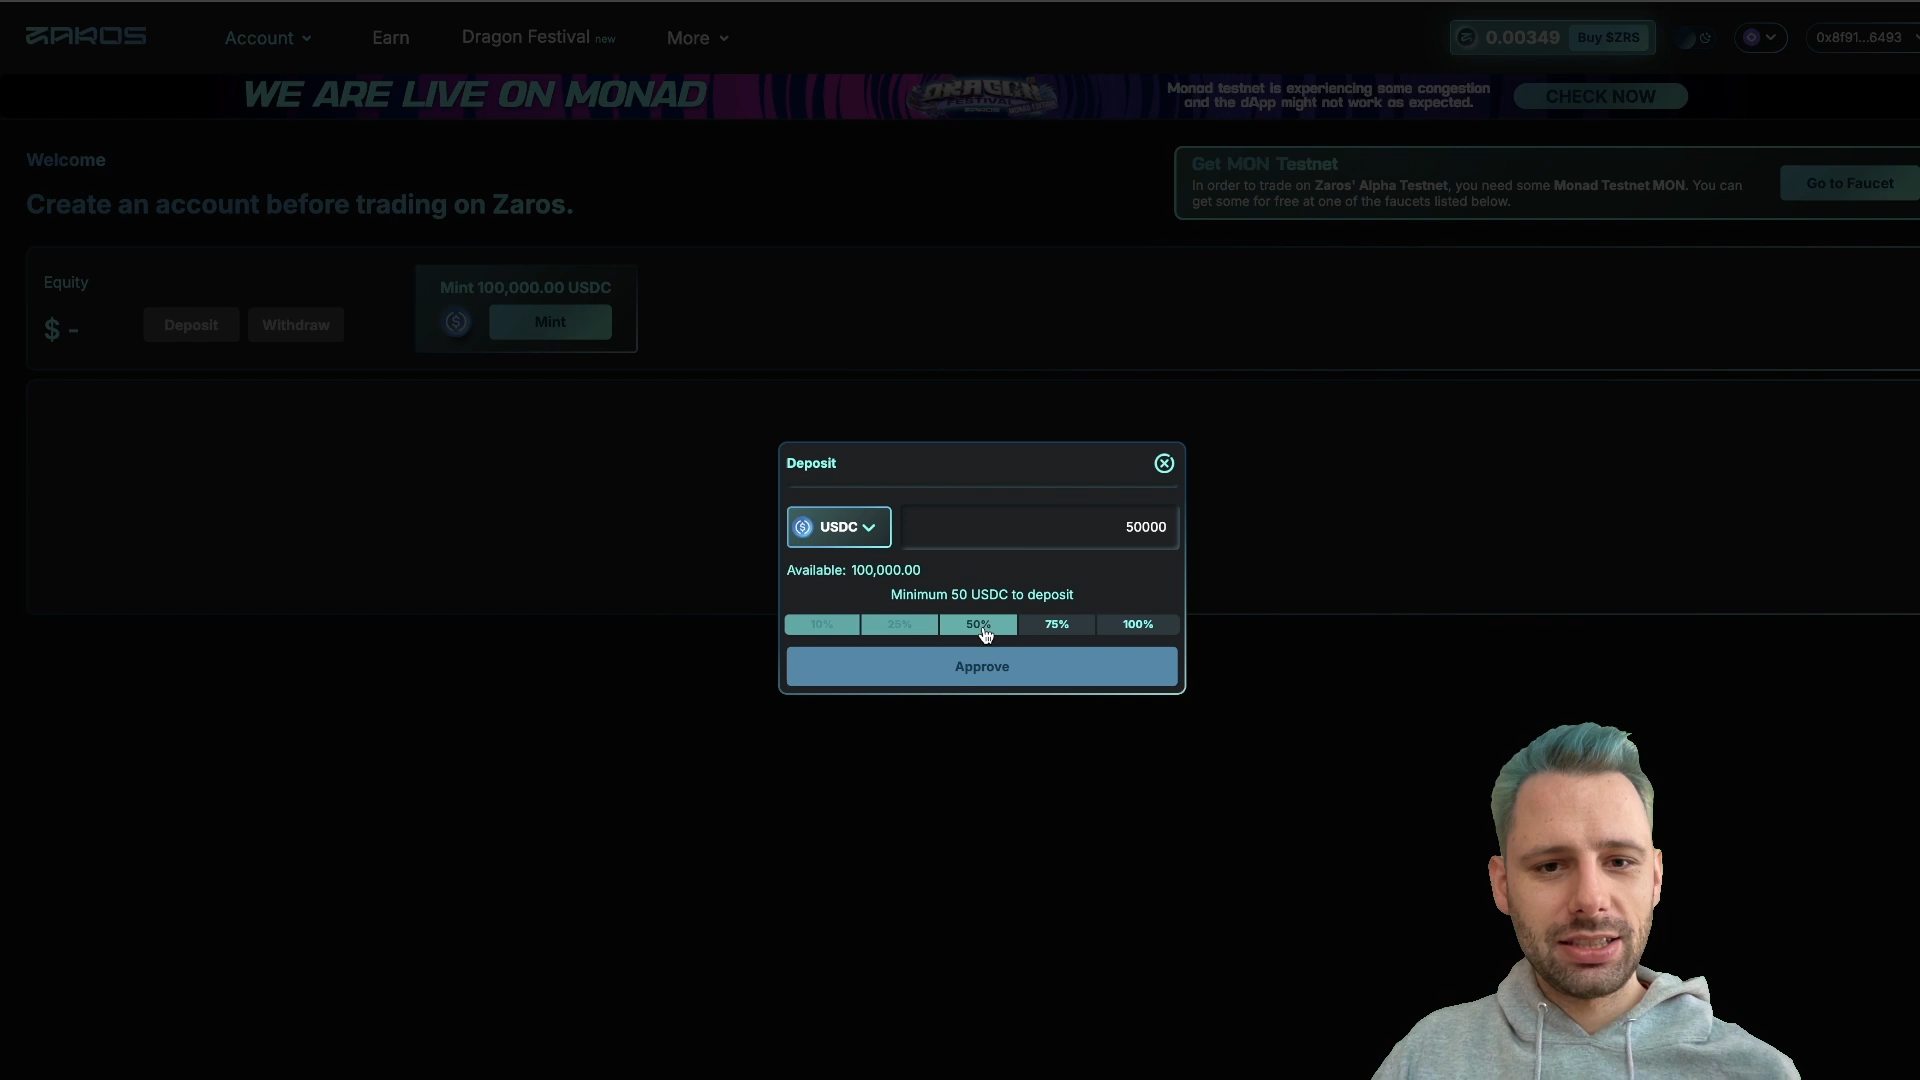 ZAROS
Account
Earn
Dragon Festival new
More
0.00349
Buy $ZRS
0x8f91...6493
WE ARE LIVE ON MONAD
DRAGON
FESTIVAL
Monad testnet is experiencing some congestion
and the dApp might not work as expected.
CHECK NOW
Welcome
Create an account before trading on Zaros.
Get MON Testnet
In order to trade on Zaros' Alpha Testnet, you need some Monad Testnet MON. You can
get some for free at one of the faucets listed below.
Go to Faucet
Equity
$ -
Deposit
Withdraw
Mint 100,000.00 USDC
Mint
Deposit
USDC
50000
Available: 100,000.00
Minimum 50 USDC to deposit
10%
25%
50%
75%
100%
Approve